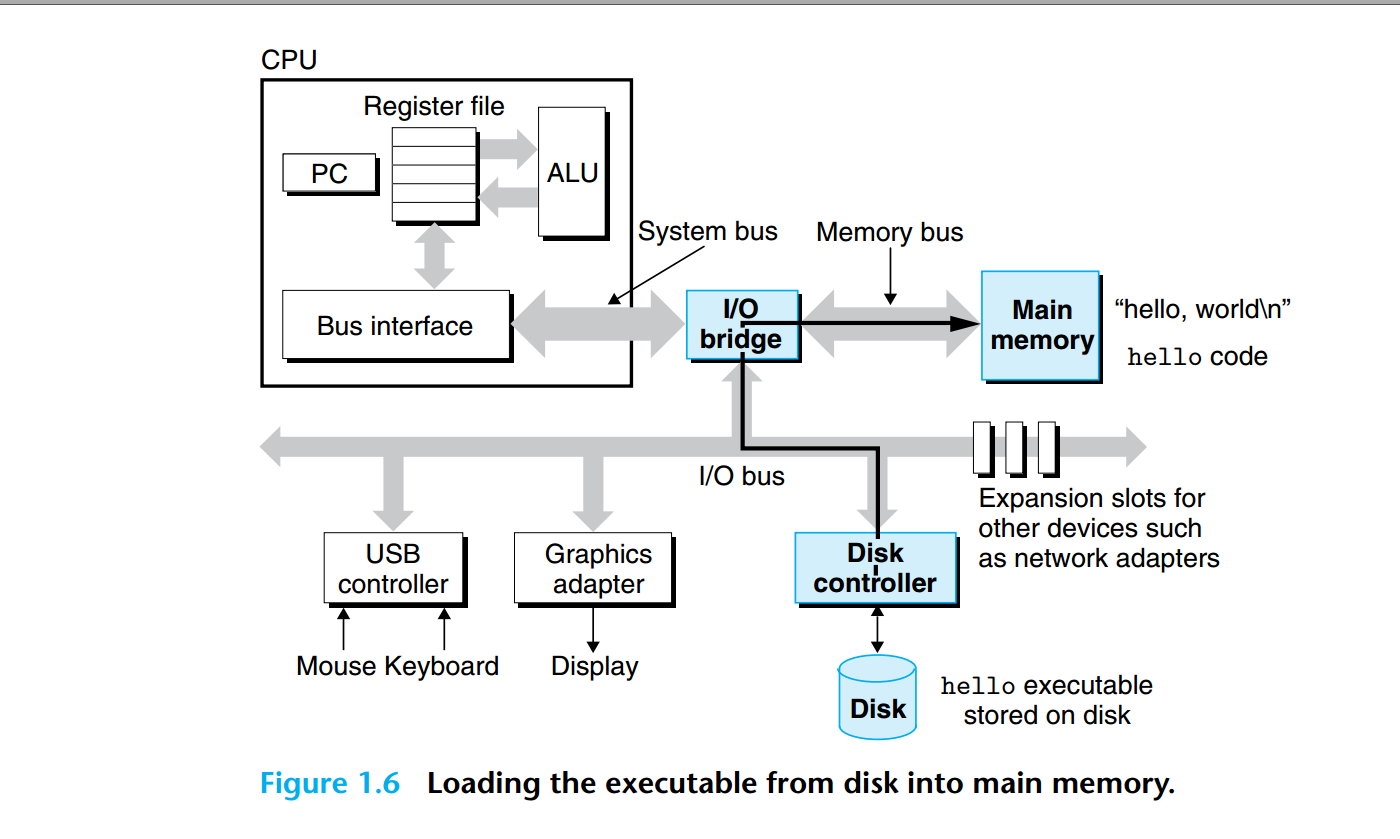 CPU
Register file
PC
ALU
System bus
Memory bus
Bus interface
I/O
bridge
Main
memory
“hello, world\n”
hello code
I/O bus
Expansion slots for
other devices such
as network adapters
USB
controller
Graphics
adapter
Disk
controller
Mouse Keyboard
Display
Disk
hello executable
stored on disk
Figure 1.6 Loading the executable from disk into main memory.